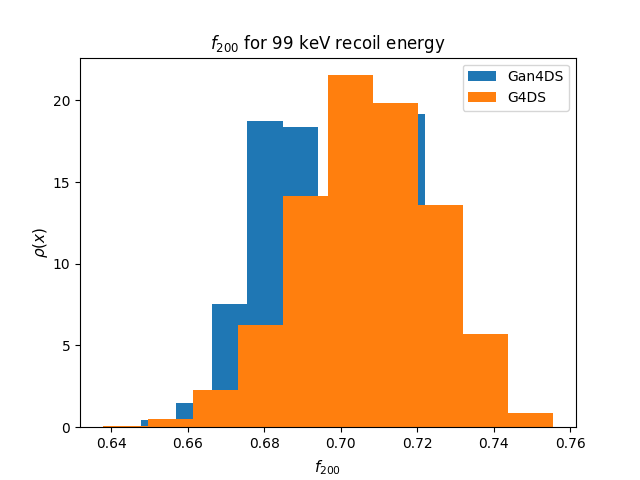 f₂₀₀ for 99 keV recoil energy
Gan4DS
G4DS
ρ(x)
20
15
10
5
0
0.64 0.66 0.68 0.70 0.72 0.74 0.76
f₂₀₀